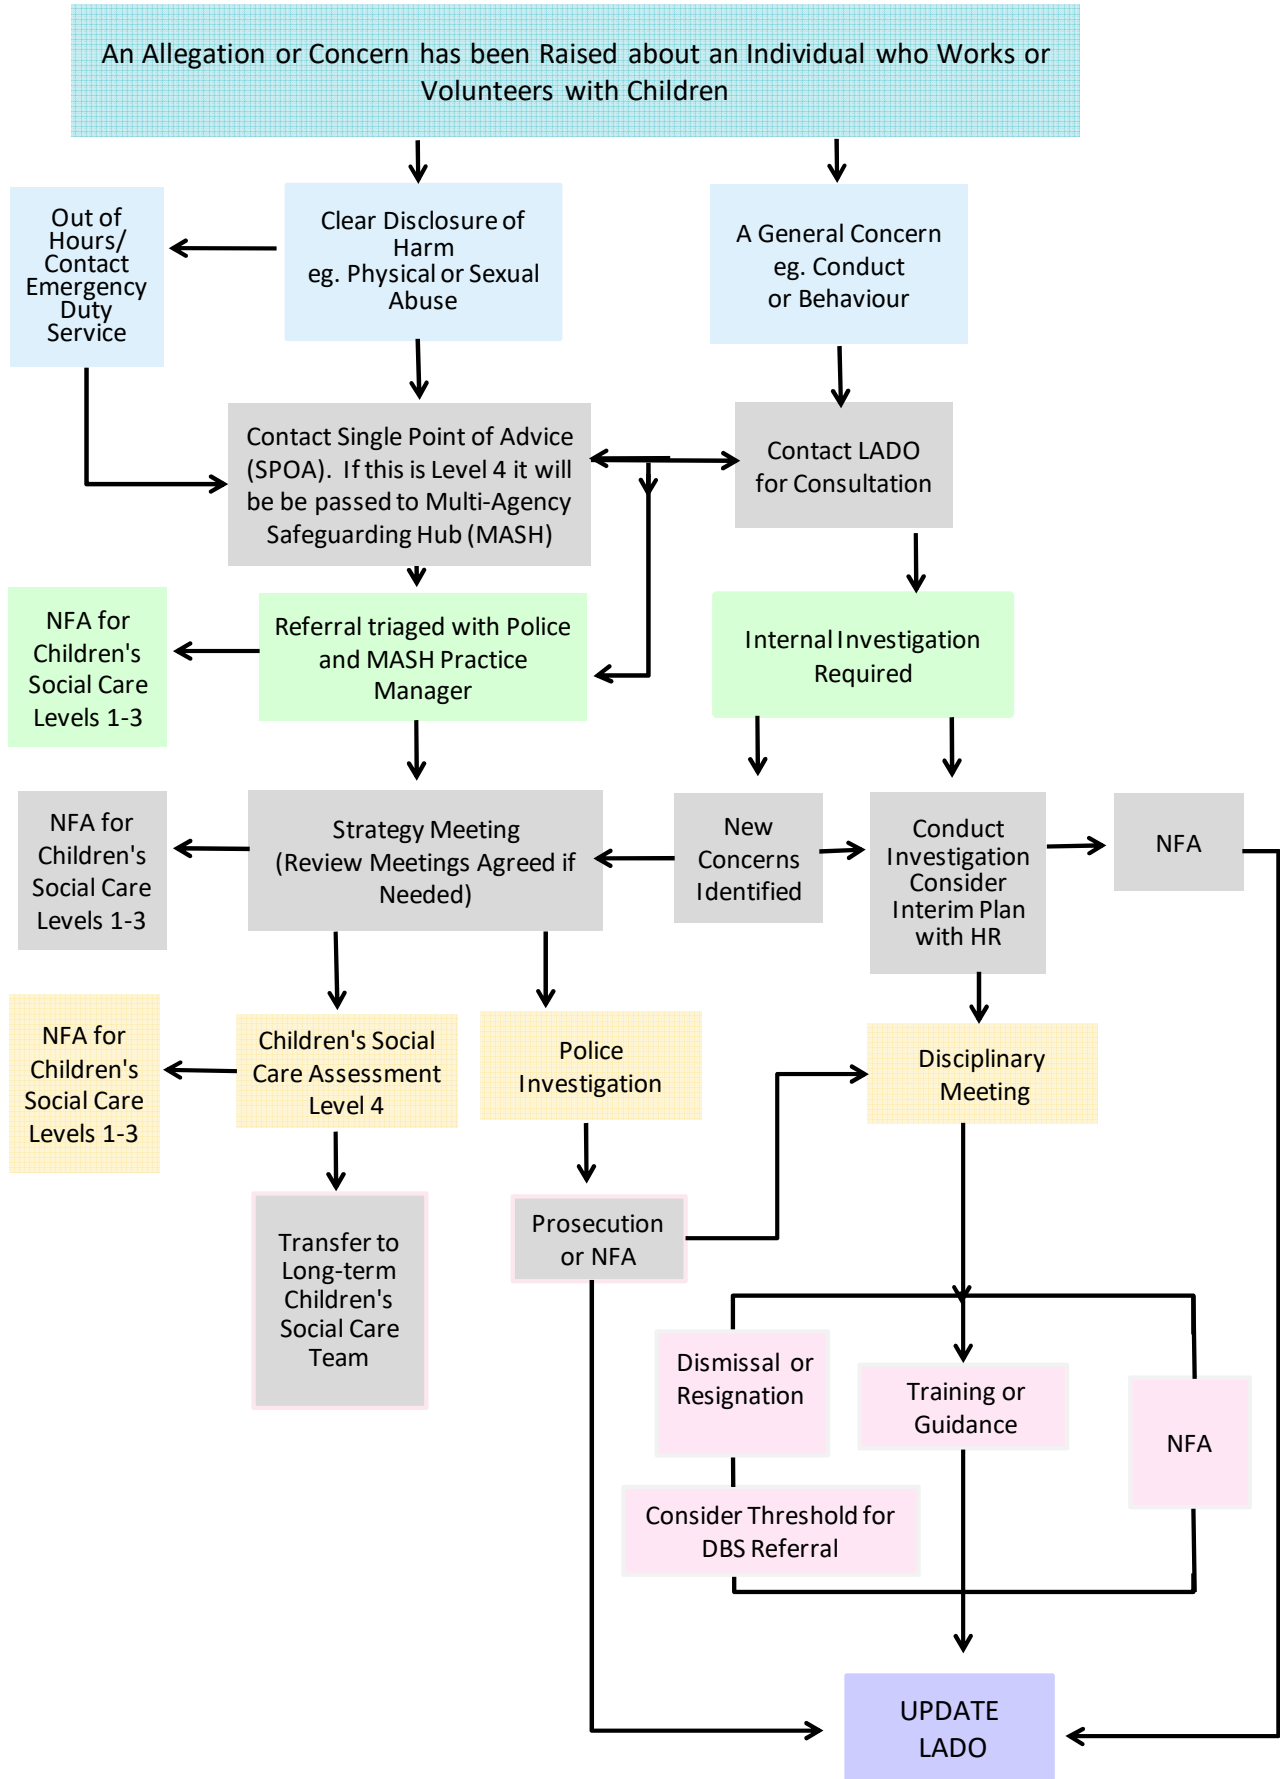 An Allegation or Concern has been Raised about an Individual who Works or
Volunteers with Children
Out of
Hours/
Contact
Emergency
Duty
Service
Clear Disclosure of
Harm
eg. Physical or Sexual
Abuse
A General Concern
eg. Conduct
or Behaviour
Contact Single Point of Advice
(SPOA). If this is Level 4 it will
be be passed to Multi-Agency
Safeguarding Hub (MASH)
Contact LADO
for Consultation
NFA for
Children's
Social Care
Levels 1-3
Referral triaged with Police
and MASH Practice
Manager
Internal Investigation
Required
NFA for
Children's
Social Care
Levels 1-3
Strategy Meeting
(Review Meetings Agreed if
Needed)
New
Concerns
Identified
Conduct
Investigation
Consider
Interim Plan
with HR
NFA
NFA for
Children's
Social Care
Levels 1-3
Children's Social
Care Assessment
Level 4
Police
Investigation
Disciplinary
Meeting
Transfer to
Long-term
Children's
Social Care
Team
Prosecution
or NFA
Dismissal or
Resignation
Training or
Guidance
NFA
Consider Threshold for
DBS Referral
UPDATE
LADO